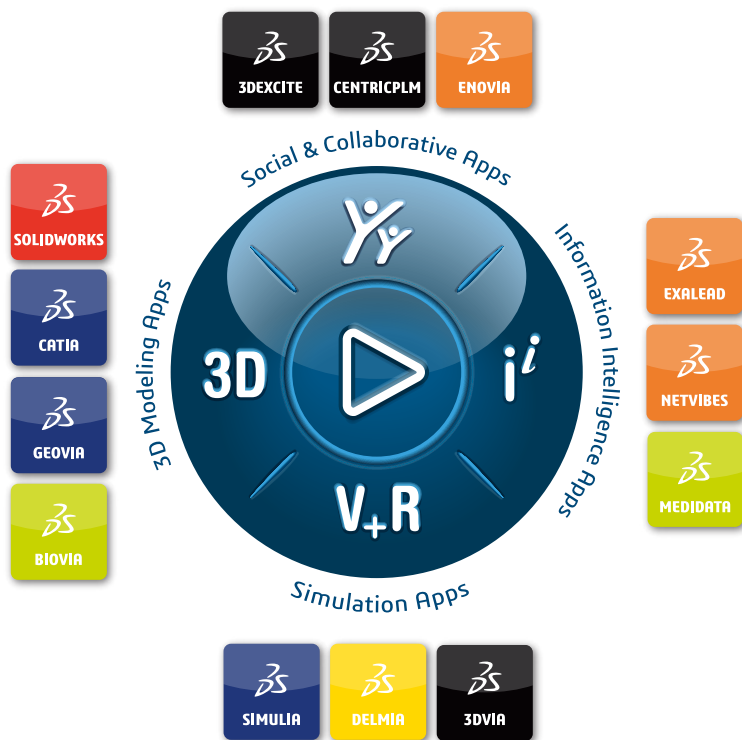 3DEXCITE
CENTRICPLM
ENOVIA
Social & Collaborative Apps
SOLIDWORKS
CATIA
GEOVIA
BIOVIA
3D Modeling Apps
3D
i i
V+R
Information Intelligence Apps
EXALEAD
NETVIBES
MEDIDATA
Simulation Apps
SIMULIA
DELMIA
3DVIA